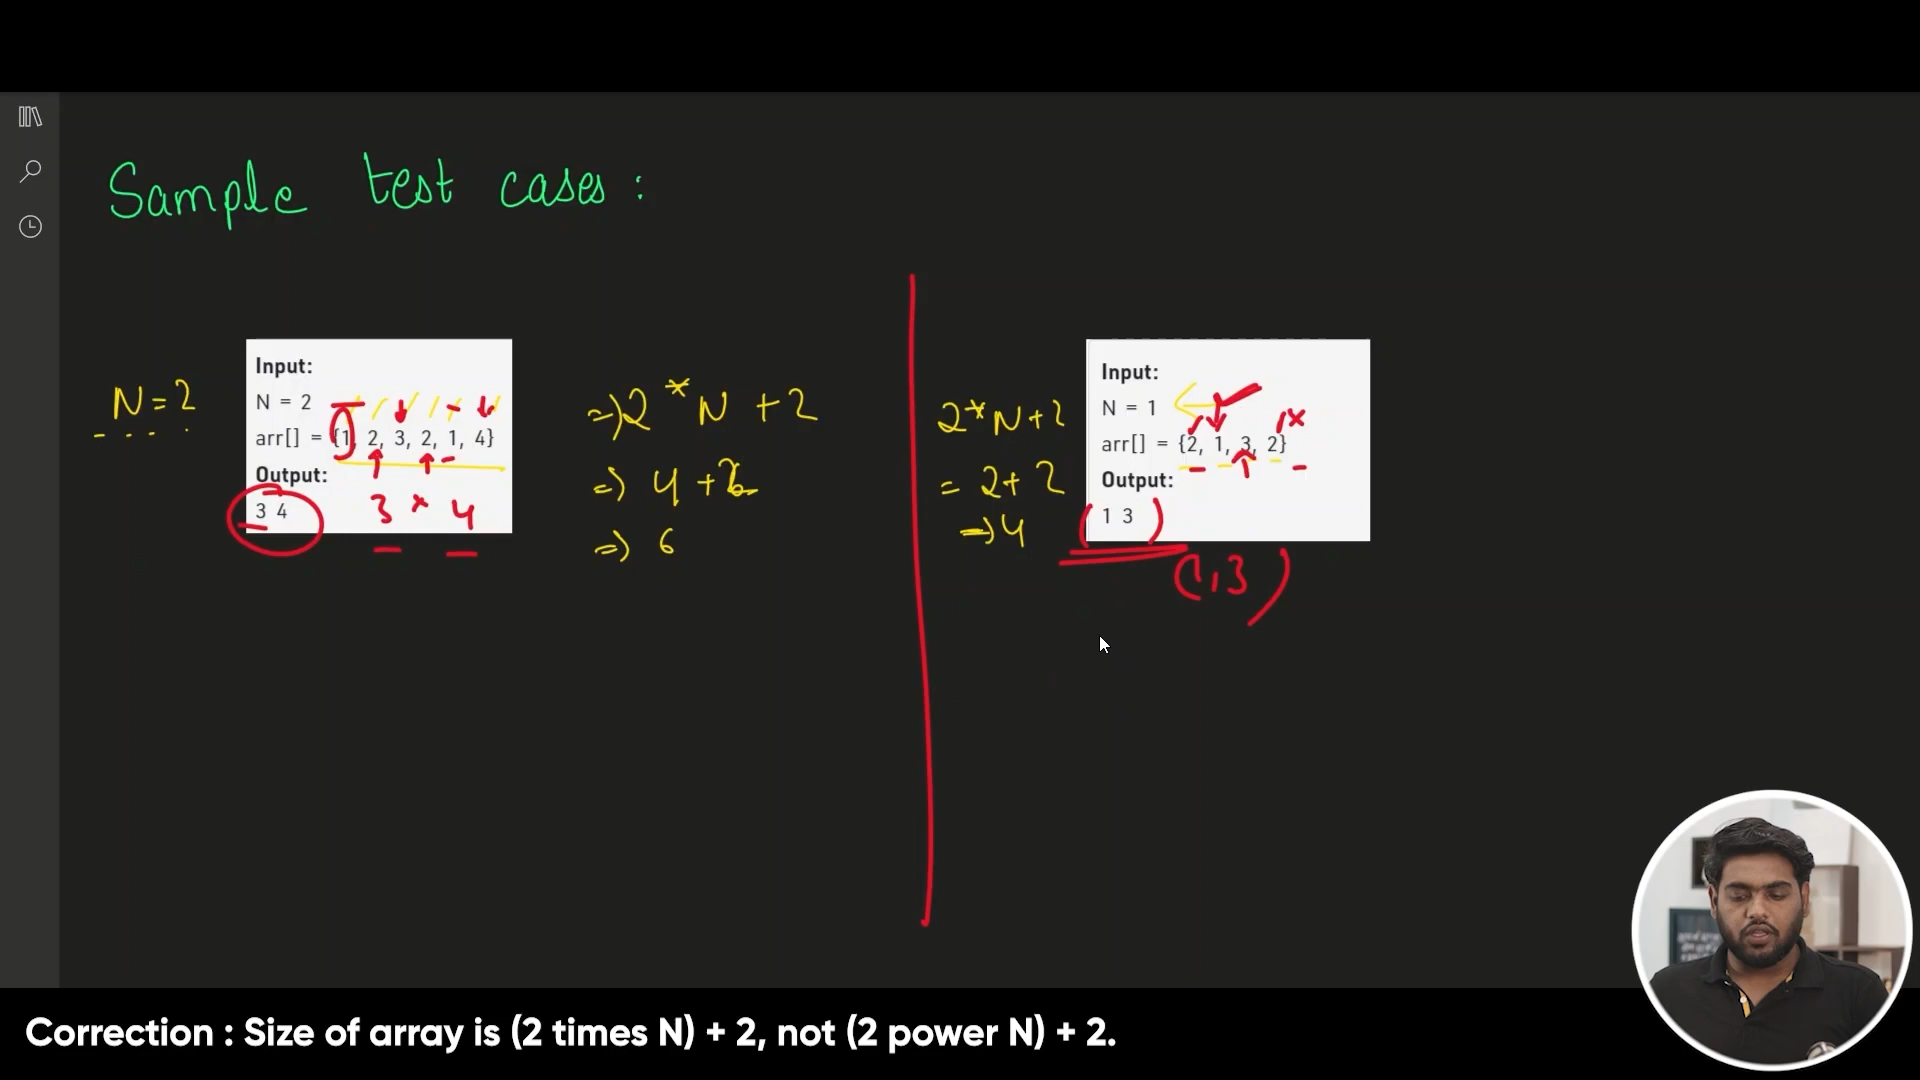 Sample test cases :
N = 2
Input:
N = 2
arr[] = {1, 2, 3, 2, 1, 4}
Output:
3 4
3 * 4
=> 2 * N + 2
=> 4 + 2
=> 6
2 * N + 2
= 2 + 2
=> 4
Input:
N = 1
arr[] = {2, 1, 3, 2}
Output:
1 3
(1, 3)
Correction : Size of array is (2 times N) + 2, not (2 power N) + 2.